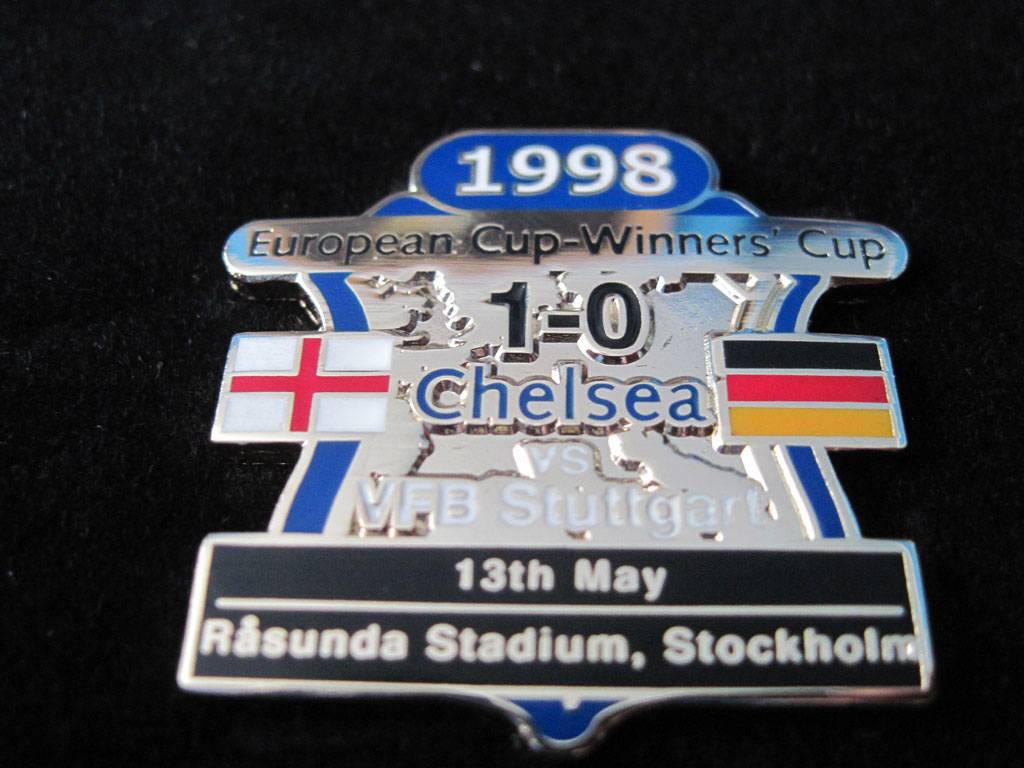 1998
European Cup-Winners' Cup
1-0
Chelsea
vs
VFB Stuttgart
13th May
Råsunda Stadium, Stockholm